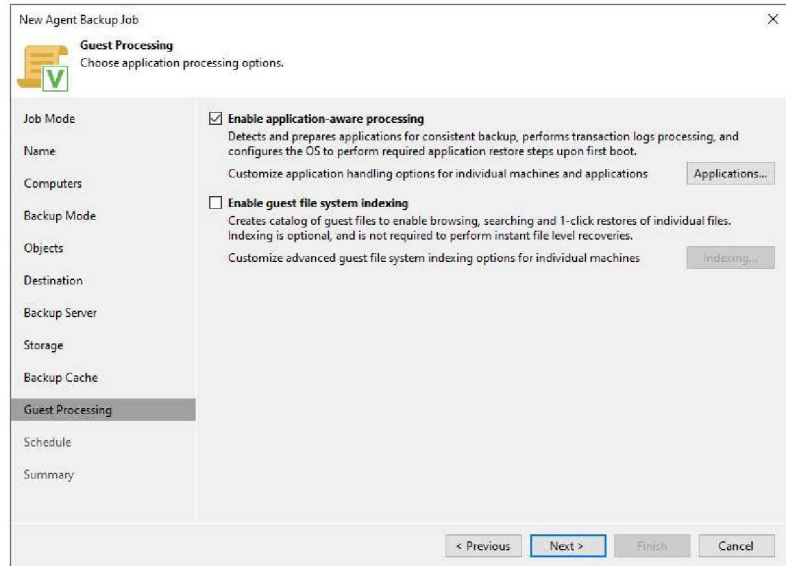 New Agent Backup Job
Guest Processing
Choose application processing options.
Job Mode
Name
Computers
Backup Mode
Objects
Destination
Backup Server
Storage
Backup Cache
Guest Processing
Schedule
Summary
Enable application-aware processing
Detects and prepares applications for consistent backup, performs transaction logs processing, and
configures the OS to perform required application restore steps upon first boot.
Customize application handling options for individual machines and applications
Applications...
Enable guest file system indexing
Creates catalog of guest files to enable browsing, searching and 1-click restores of individual files.
Indexing is optional, and is not required to perform instant file level recoveries.
Customize advanced guest file system indexing options for individual machines
Indexing...
< Previous
Next >
Finish
Cancel
V